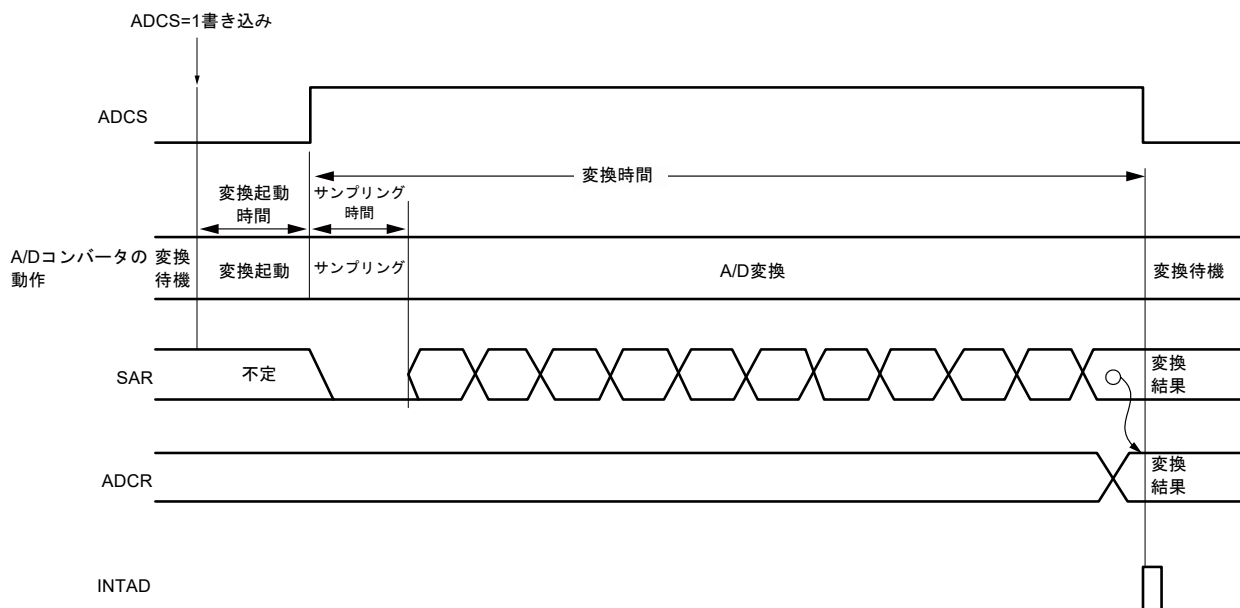 ADCS=1書き込み
ADCS
変換時間
変換起動
時間
サンプリング
時間
A/Dコンバータの
動作
変換
待機
変換起動
サンプリング
A/D変換
変換待機
SAR
不定
変換
結果
ADCR
変換
結果
INTAD